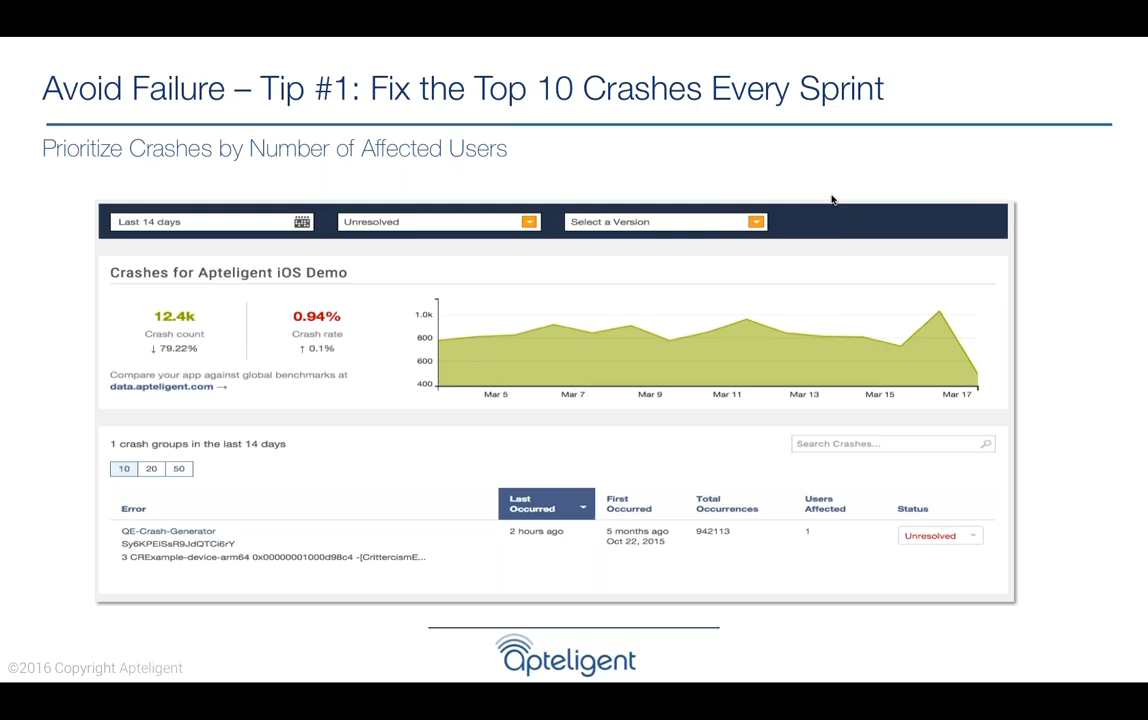 Avoid Failure – Tip #1: Fix the Top 10 Crashes Every Sprint
Prioritize Crashes by Number of Affected Users
Last 14 days
Unresolved
Select a Version
Crashes for Apteligent iOS Demo
12.4k
Crash count
↓ 79.22%
0.94%
Crash rate
↑ 0.1%
Compare your app against global benchmarks at
data.apteligent.com →
1.0k
800
600
400
Mar 5 Mar 7 Mar 9 Mar 11 Mar 13 Mar 15 Mar 17
1 crash groups in the last 14 days
Search Crashes...
10 20 50
Error
Last
Occurred
First
Occurred
Total
Occurrences
Users
Affected
Status
QE-Crash-Generator
Sy6KPElSsR9JdQTCi6rY
3 CRExample-device-arm64 0x00000001000d98c4 -[CrittercismE...
2 hours ago
5 months ago
Oct 22, 2015
942113
1
Unresolved
apteligent
©2016 Copyright Apteligent